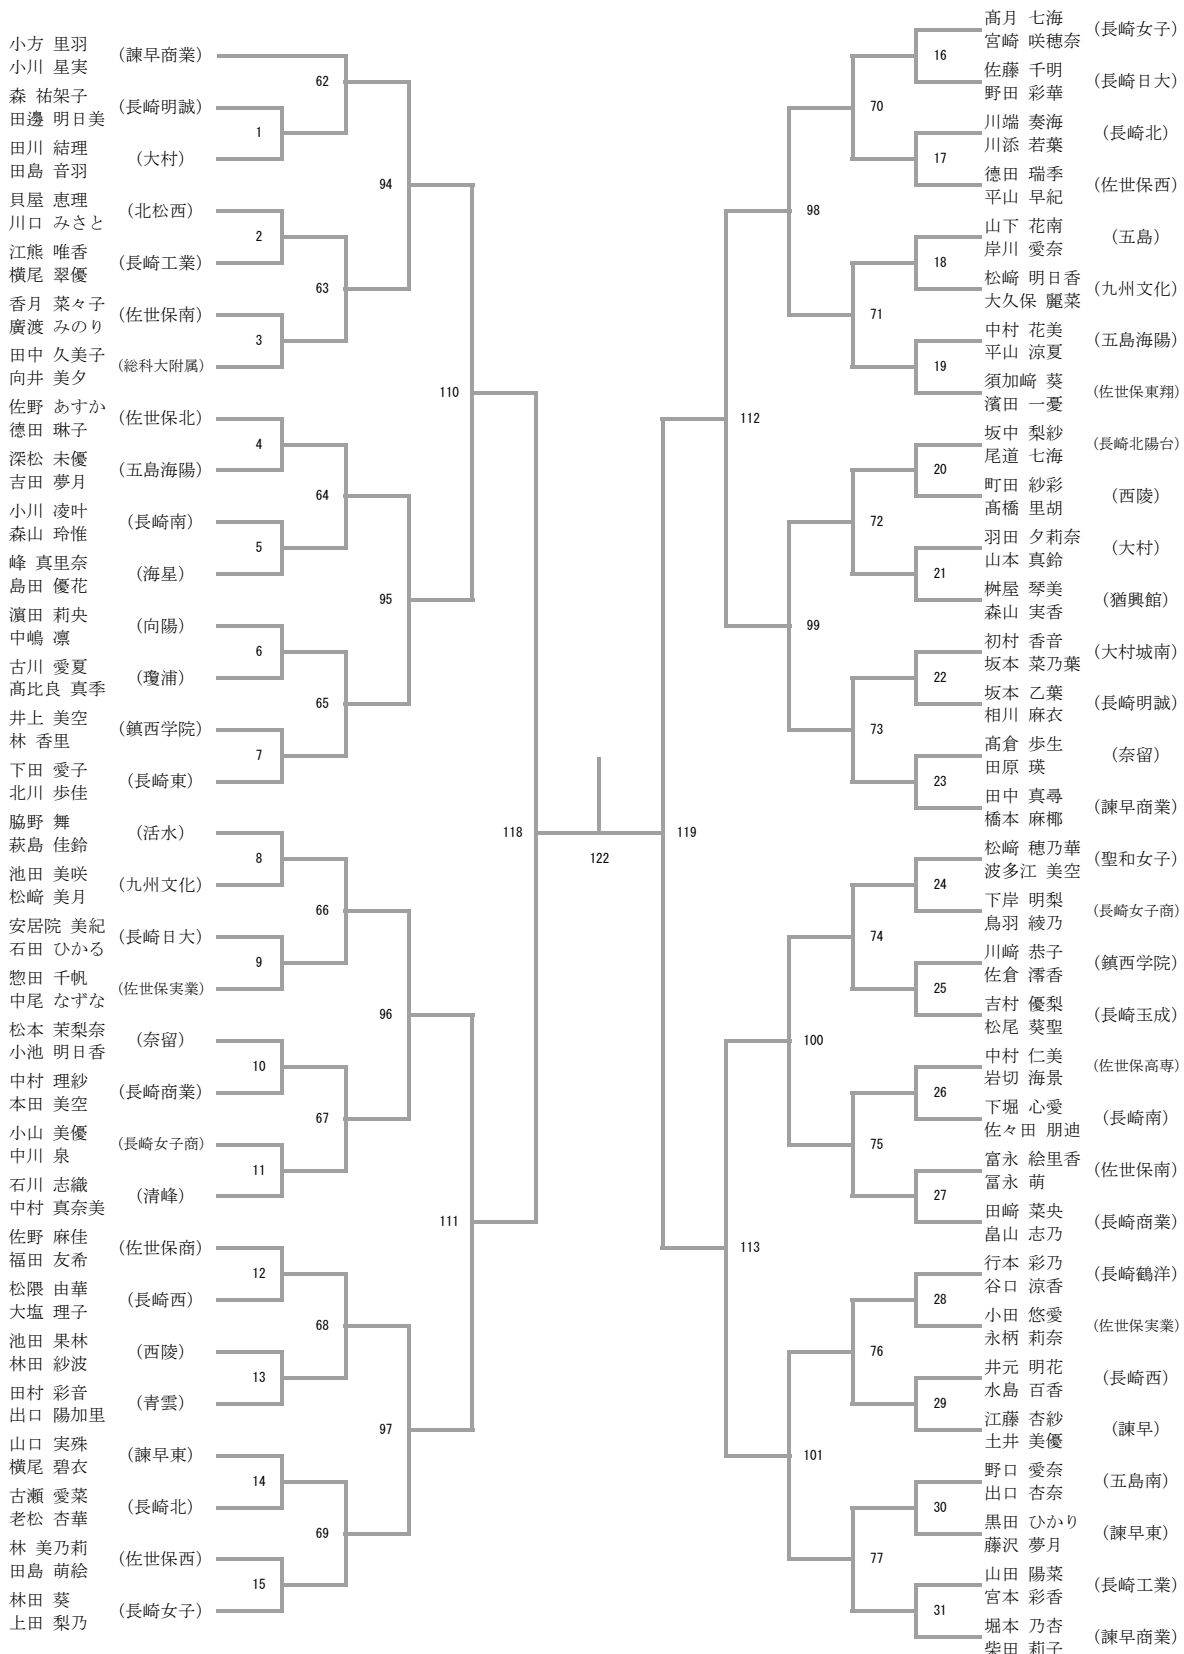 小方 里羽
小川 星実
(諫早商業)
森 祐架子
田邊 明日美
(長崎明誠)
田川 結理
田島 音羽
(大村)
貝屋 恵理
川口 みさと
(北松西)
江熊 唯香
横尾 翠優
(長崎工業)
香月 菜々子
廣渡 みのり
(佐世保南)
田中 久美子
向井 美夕
(総科大附属)
佐野 あすか
德田 琳子
(佐世保北)
深松 未優
吉田 夢月
(五島海陽)
小川 凌叶
森山 玲惟
(長崎南)
峰 真里奈
島田 優花
(海星)
濵田 莉央
中嶋 凛
(向陽)
古川 愛夏
髙比良 真季
(瓊浦)
井上 美空
林 香里
(鎮西学院)
下田 愛子
北川 歩佳
(長崎東)
脇野 舞
萩島 佳鈴
(活水)
池田 美咲
松﨑 美月
(九州文化)
安居院 美紀
石田 ひかる
(長崎日大)
惣田 千帆
中尾 なずな
(佐世保実業)
松本 茉梨奈
小池 明日香
(奈留)
中村 理紗
本田 美空
(長崎商業)
小山 美優
中川 泉
(長崎女子商)
石川 志織
中村 真奈美
(清峰)
佐野 麻佳
福田 友希
(佐世保商)
松隈 由華
大塩 理子
(長崎西)
池田 果林
林田 紗波
(西陵)
田村 彩音
出口 陽加里
(青雲)
山口 実殊
横尾 碧衣
(諫早東)
古瀬 愛菜
老松 杏華
(長崎北)
林 美乃莉
田島 萌絵
(佐世保西)
林田 葵
上田 梨乃
(長崎女子)
1
2
3
4
5
6
7
8
9
10
11
12
13
14
15
62
63
64
65
66
67
68
69
94
95
96
97
110
111
118
122
119
112
113
98
99
100
101
70
71
72
73
74
75
76
77
16
17
18
19
20
21
22
23
24
25
26
27
28
29
30
31
髙月 七海
宮崎 咲穂奈
(長崎女子)
佐藤 千明
野田 彩華
(長崎日大)
川端 奏海
川添 若葉
(長崎北)
德田 瑞季
平山 早紀
(佐世保西)
山下 花南
岸川 愛奈
(五島)
松﨑 明日香
大久保 麗菜
(九州文化)
中村 花美
平山 涼夏
(五島海陽)
須加﨑 葵
濱田 一憂
(佐世保東翔)
坂中 梨紗
尾道 七海
(長崎北陽台)
町田 紗彩
髙橋 里胡
(西陵)
羽田 夕莉奈
山本 真鈴
(大村)
桝屋 琴美
森山 実香
(猶興館)
初村 香音
坂本 菜乃葉
(大村城南)
坂本 乙葉
相川 麻衣
(長崎明誠)
髙倉 歩生
田原 瑛
(奈留)
田中 真尋
橋本 麻椰
(諫早商業)
松﨑 穂乃華
波多江 美空
(聖和女子)
下岸 明梨
鳥羽 綾乃
(長崎女子商)
川﨑 恭子
佐倉 澪香
(鎮西学院)
吉村 優梨
松尾 葵聖
(長崎玉成)
中村 仁美
岩切 海景
(佐世保高専)
下堀 心愛
佐々田 朋迪
(長崎南)
富永 絵里香
冨永 萌
(佐世保南)
田﨑 菜央
畠山 志乃
(長崎商業)
行本 彩乃
谷口 涼香
(長崎鶴洋)
小田 悠愛
永柄 莉奈
(佐世保実業)
井元 明花
水島 百香
(長崎西)
江藤 杏紗
土井 美優
(諫早)
野口 愛奈
出口 杏奈
(五島南)
黒田 ひかり
藤沢 夢月
(諫早東)
山田 陽菜
宮本 彩香
(長崎工業)
堀本 乃杏
柴田 莉子
(諫早商業)